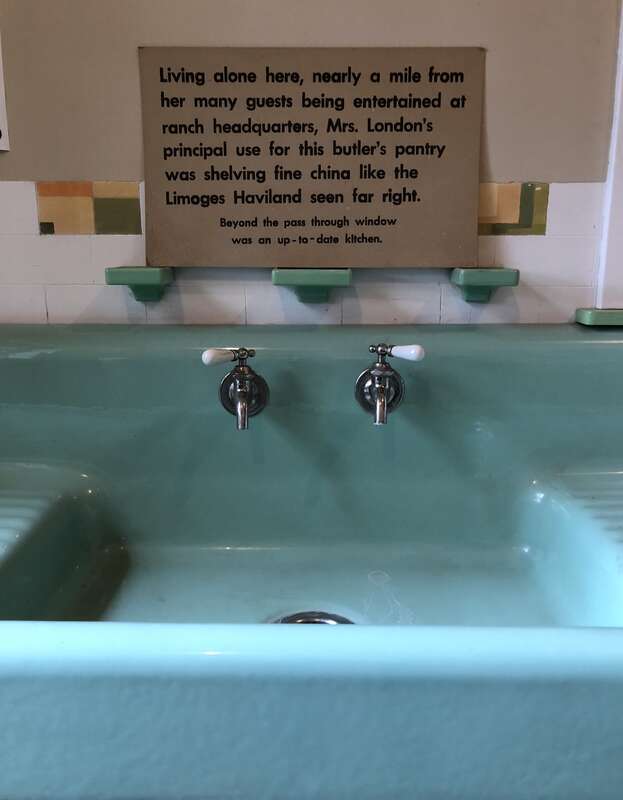 Living alone here, nearly a mile from
her many guests being entertained at
ranch headquarters, Mrs. London's
principal use for this butler's pantry
was shelving fine china like the
Limoges Haviland seen far right.
Beyond the pass through window
was an up-to-date kitchen.